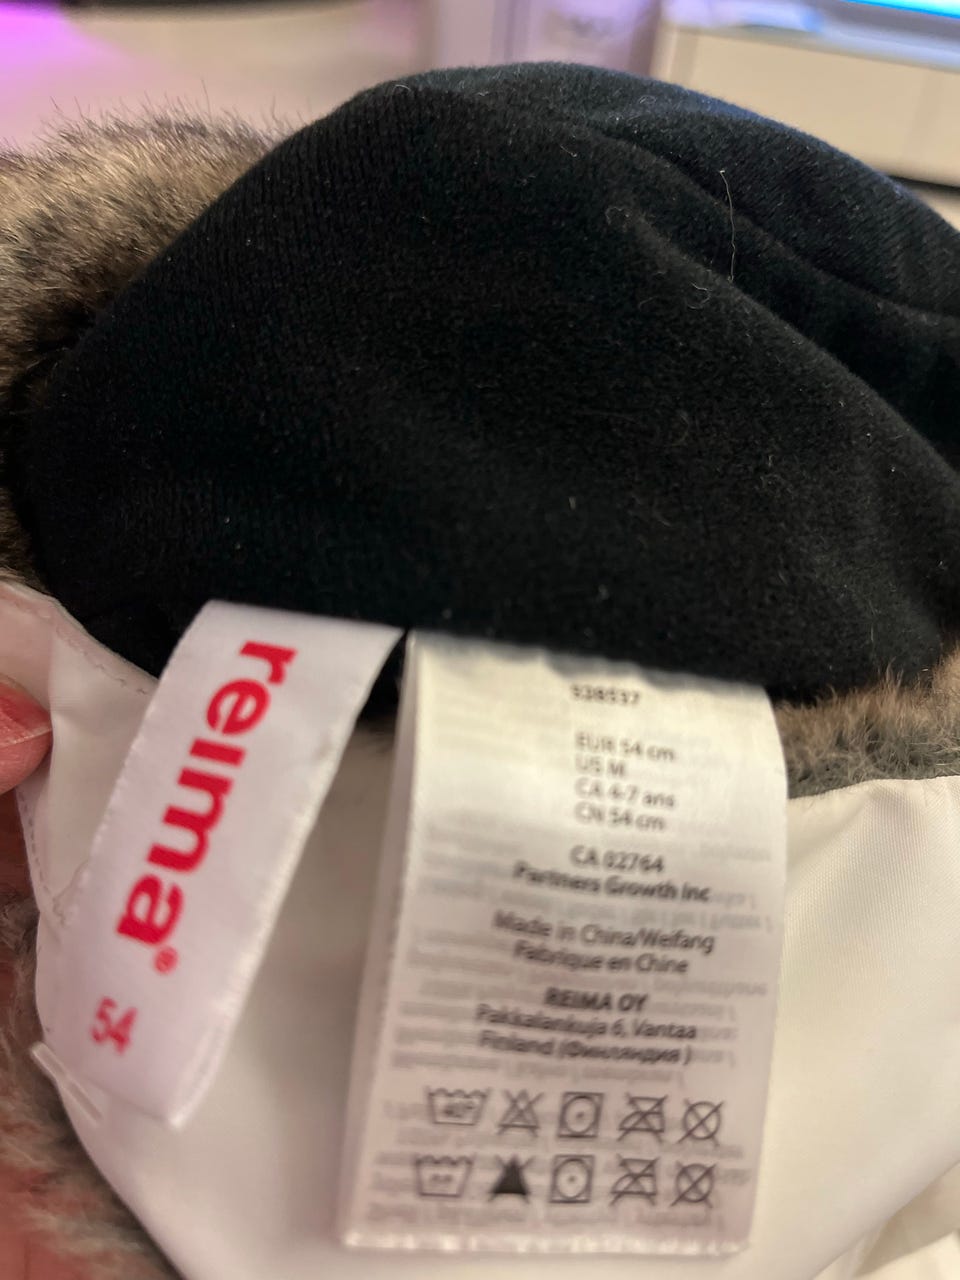 reima®
54
538537
EUR 54 cm
US M
CA 4-7 ans
CN 54 cm
CA 02764
Partners Growth Inc
Made in China/Weifang
Fabrique en Chine
REIMA OY
Pakkalankuja 6, Vantaa
Finland (Финляндия)
40°